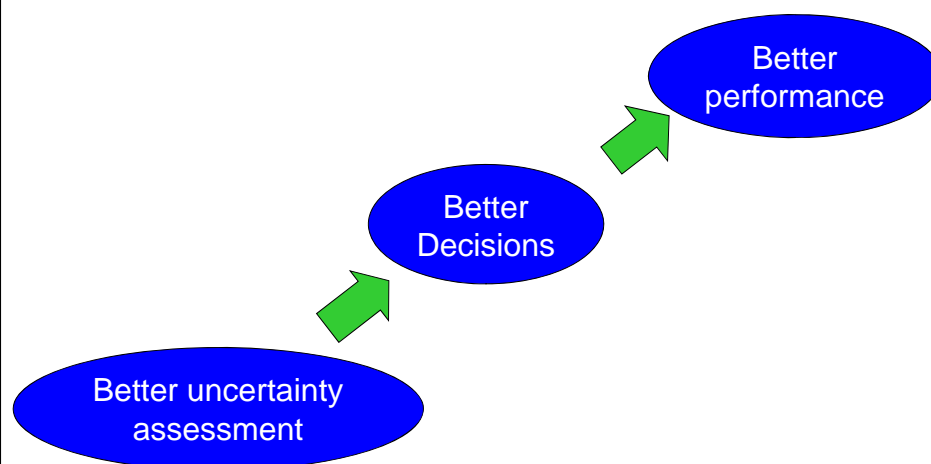 Better
performance
Better
Decisions
Better uncertainty
assessment